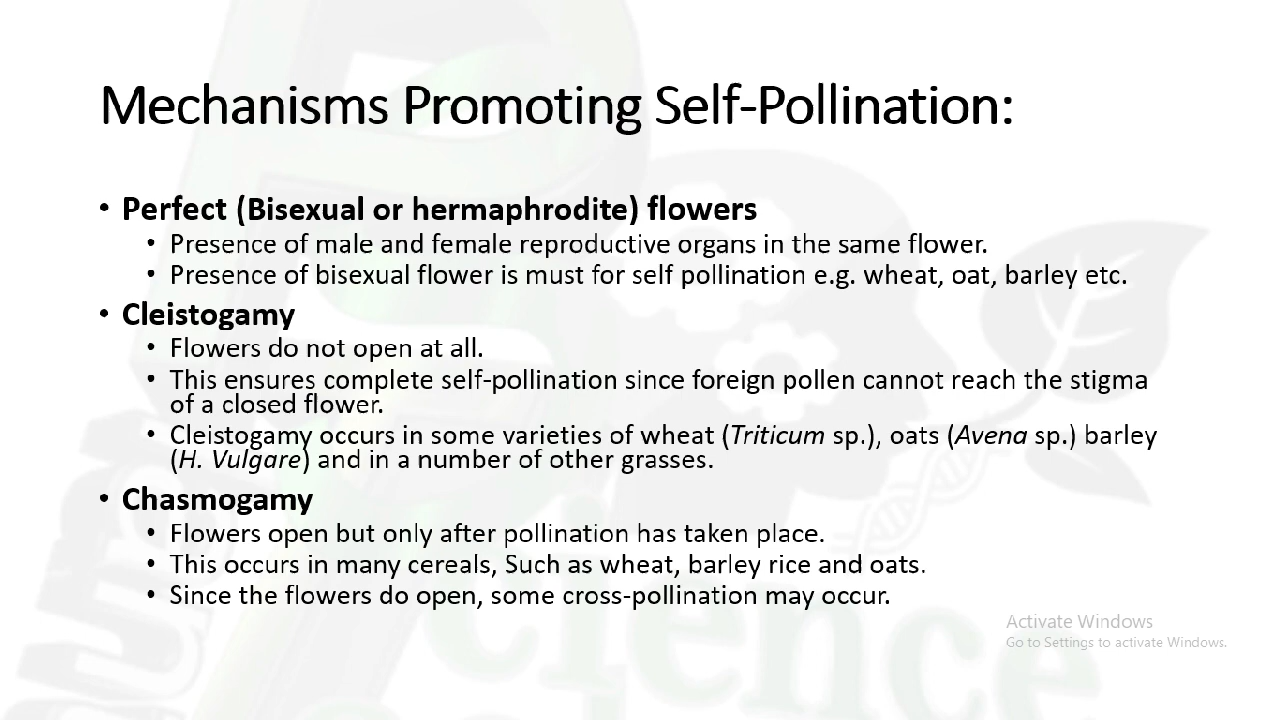 Mechanisms Promoting Self-Pollination:
• Perfect (Bisexual or hermaphrodite) flowers
• Presence of male and female reproductive organs in the same flower.
• Presence of bisexual flower is must for self pollination e.g. wheat, oat, barley etc.
• Cleistogamy
• Flowers do not open at all.
• This ensures complete self-pollination since foreign pollen cannot reach the stigma
of a closed flower.
• Cleistogamy occurs in some varieties of wheat (Triticum sp.), oats (Avena sp.) barley
(H. Vulgare) and in a number of other grasses.
• Chasmogamy
• Flowers open but only after pollination has taken place.
• This occurs in many cereals, Such as wheat, barley rice and oats.
• Since the flowers do open, some cross-pollination may occur.
Activate Windows
Go to Settings to activate Windows.